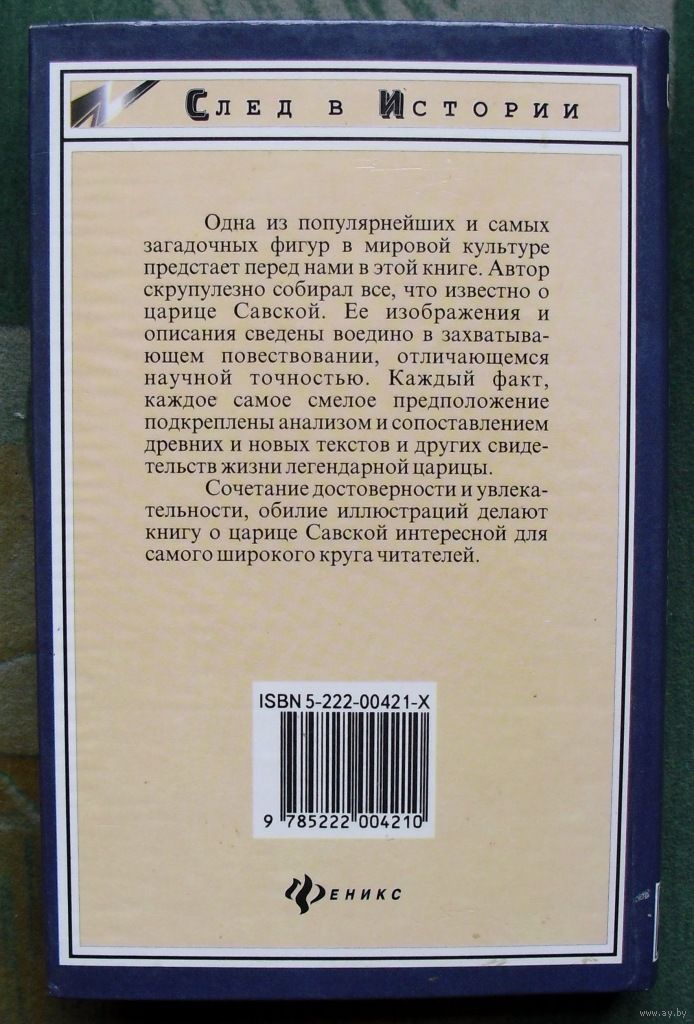 След в Истории
Одна из популярнейших и самых
загадочных фигур в мировой культуре
предстает перед нами в этой книге. Автор
скрупулезно собирал все, что известно о
царице Савской. Ее изображения и
описания сведены воедино в захватыва-
ющем повествовании, отличающемся
научной точностью. Каждый факт,
каждое самое смелое предположение
подкреплены анализом и сопоставлением
древних и новых текстов и других свиде-
тельств жизни легендарной царицы.
Сочетание достоверности и увлека-
тельности, обилие иллюстраций делают
книгу о царице Савской интересной для
самого широкого круга читателей.
ISBN 5-222-00421-X
9 785222 004210
Феникс
www.ay.by